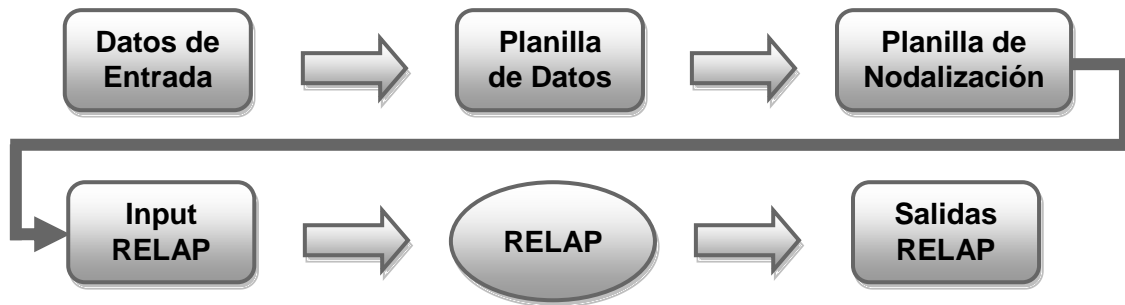 Datos de
Entrada
Planilla
de Datos
Planilla de
Nodalización
Input
RELAP
RELAP
Salidas
RELAP